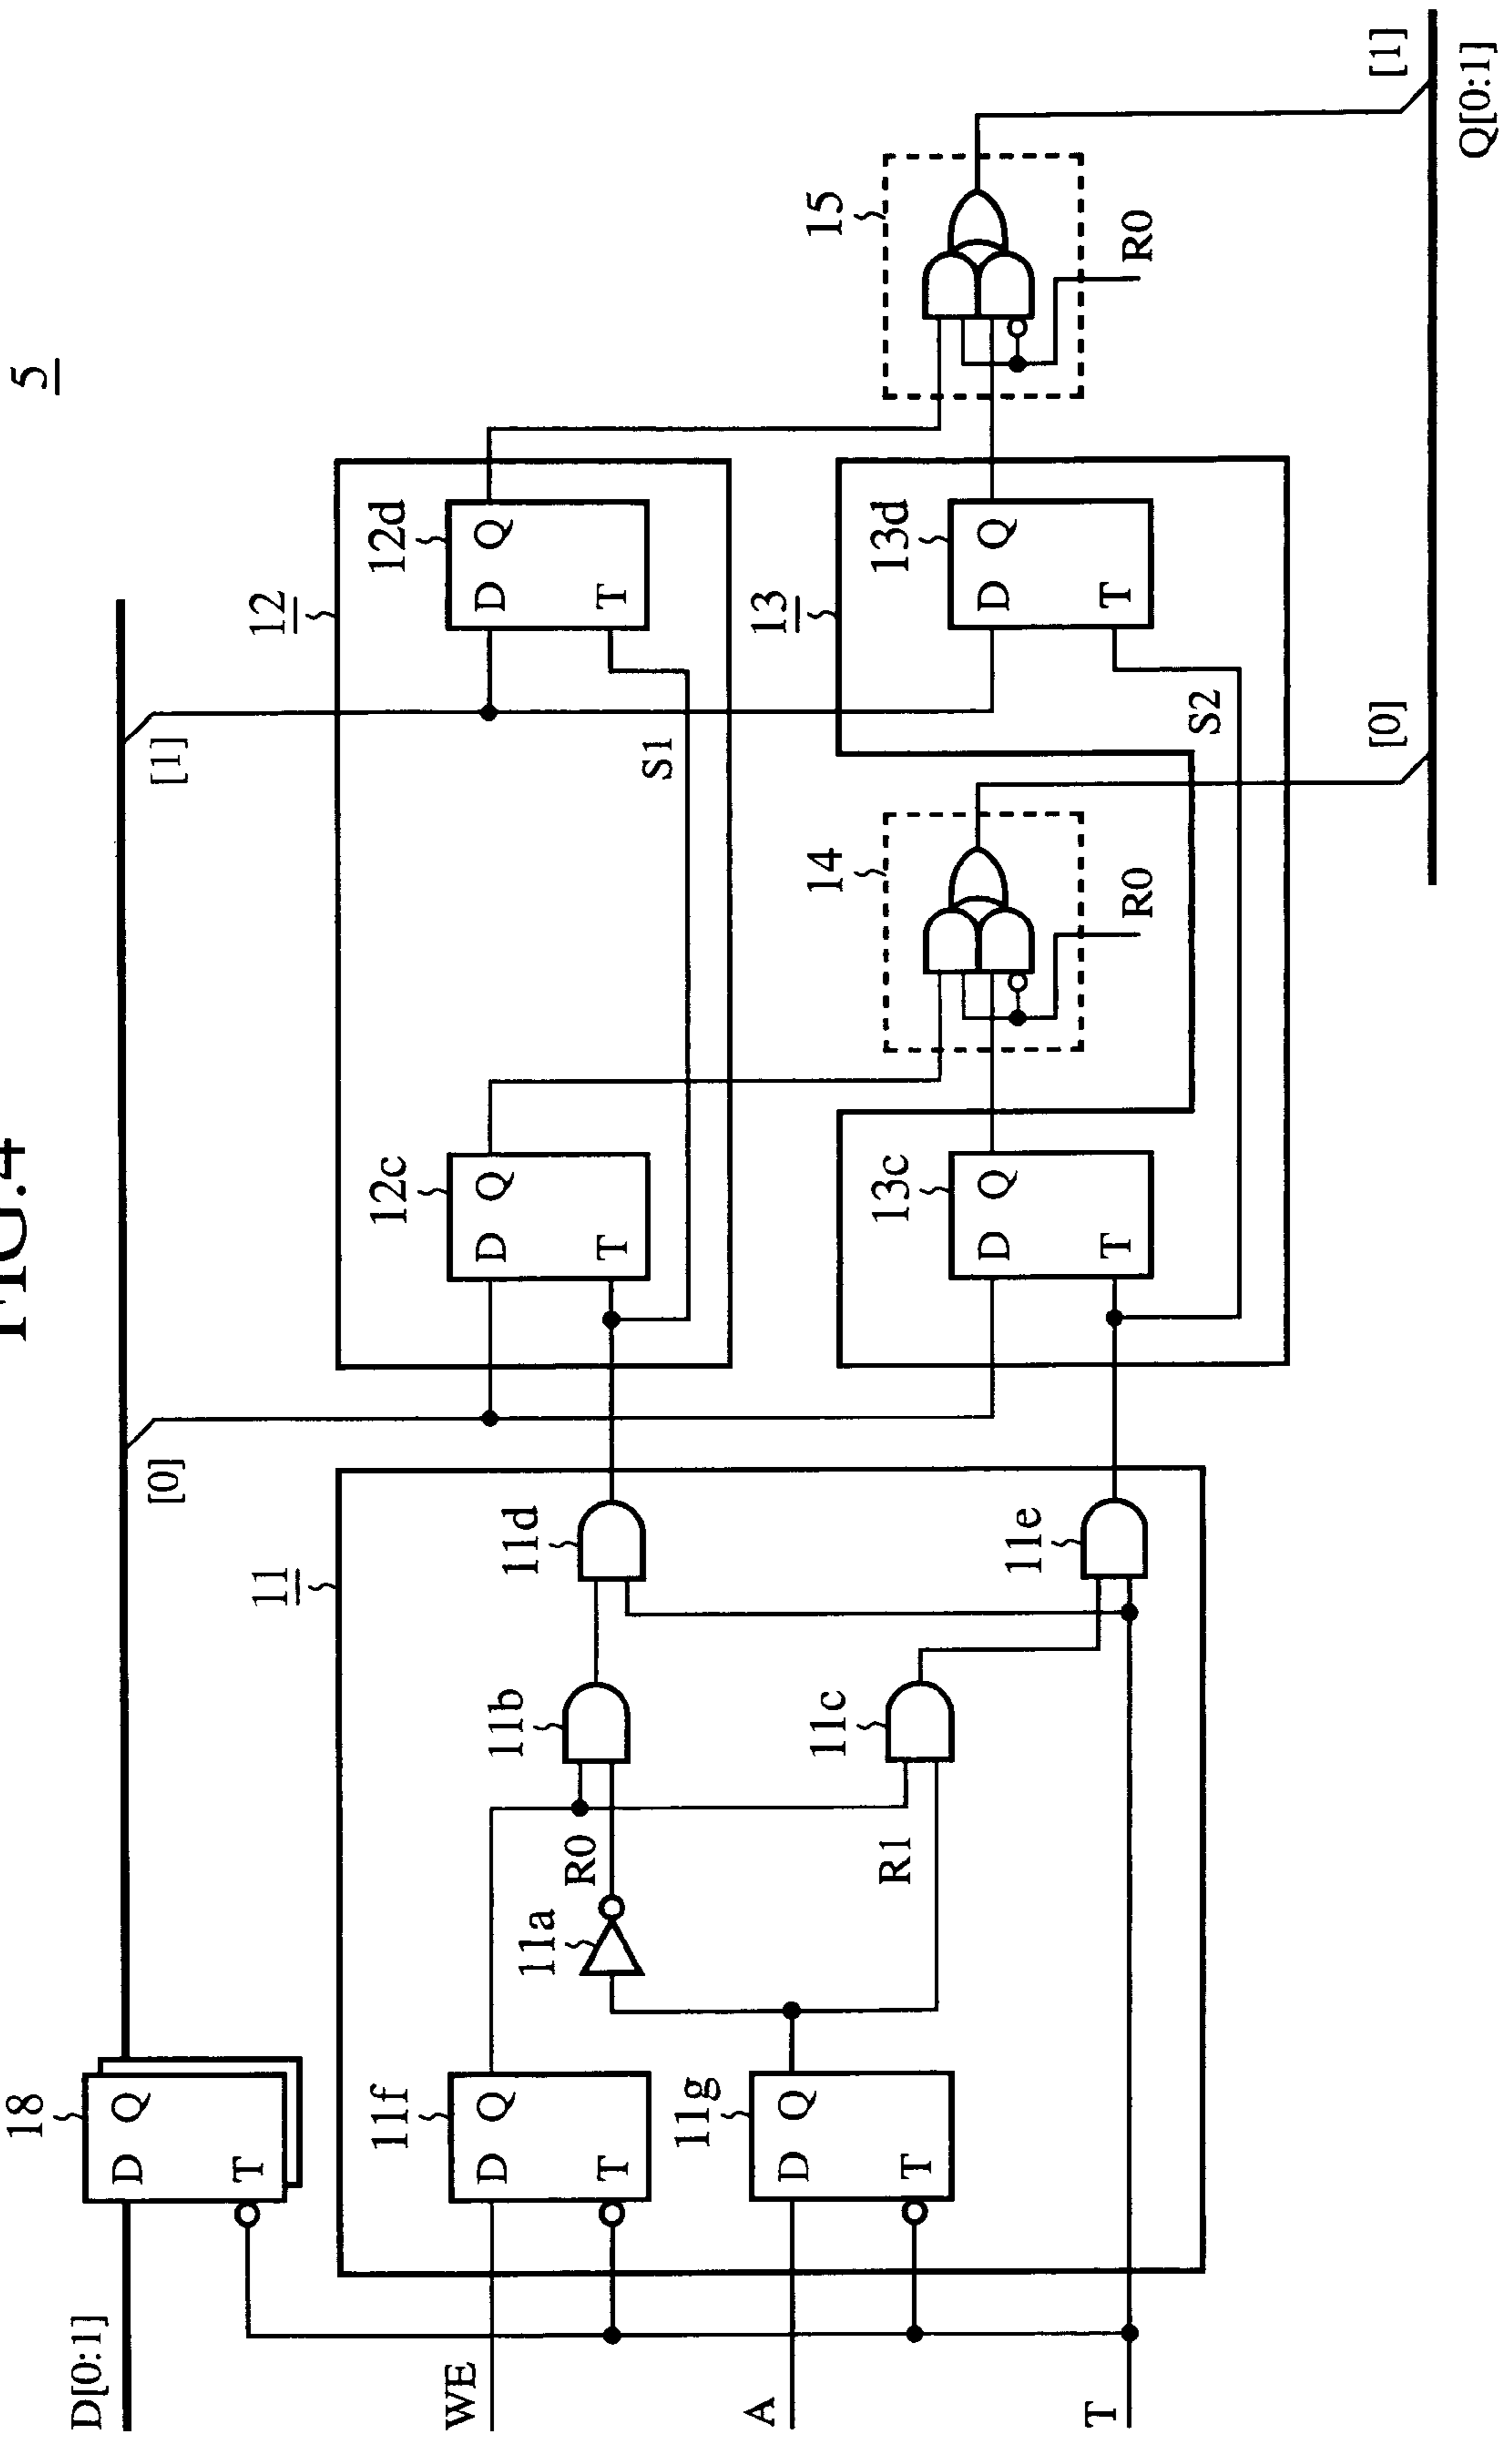 FIG.4
5
D[0:1]
18
D Q
T
[0]
[1]
11
WE
11f
D Q
T
A
11g
D Q
T
T
11a
R0
R1
11b
11c
11d
11e
12
12c
D Q
T
S1
12d
D Q
T
13
13c
D Q
T
14
R0
S2
13d
D Q
T
15
R0
[0]
[1]
Q[0:1]